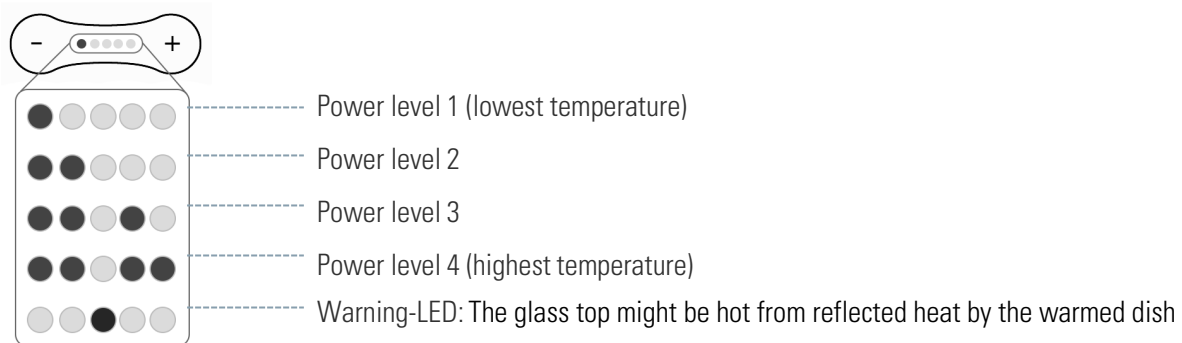 - +
Power level 1 (lowest temperature)
Power level 2
Power level 3
Power level 4 (highest temperature)
Warning-LED: The glass top might be hot from reflected heat by the warmed dish